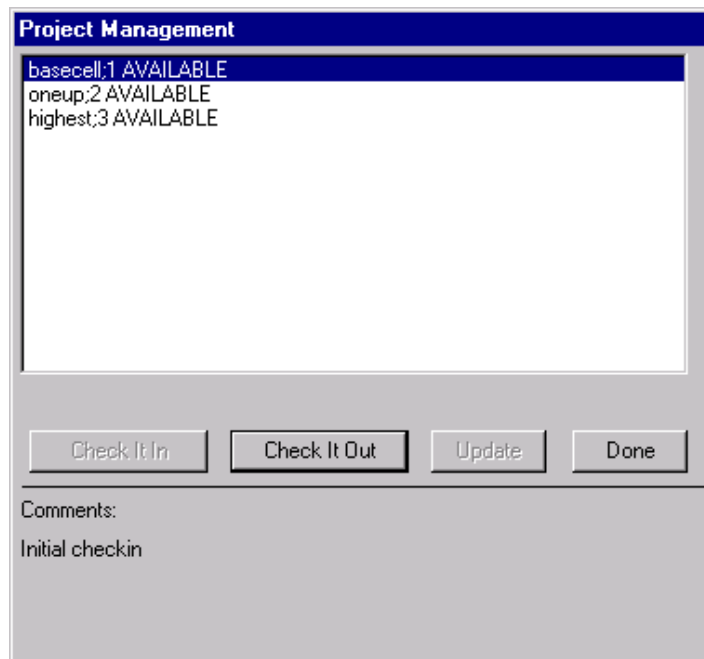 Project Management
basecell;1 AVAILABLE
oneup;2 AVAILABLE
highest;3 AVAILABLE
Check It In Check It Out Update Done
Comments:
Initial checkin